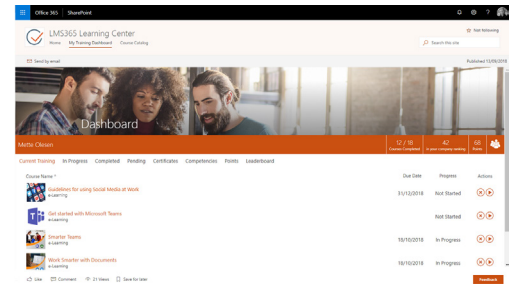 Office 365 SharePoint
Not following
LMS365 Learning Center
Home My Training Dashboard Course Catalog
Search this site
Send by email
Published 13/09/2018
Dashboard
Mette Olesen
12 / 18
Courses Completed
42
in your company ranking
68
Points
Current Training In Progress Completed Pending Certificates Competencies Points Leaderboard
Course Name Due Date Progress Actions
Guidelines for using Social Media at Work
e-Learning
31/12/2018 Not Started
Get started with Microsoft Teams
e-Learning
Not Started
Smarter Teams
e-Learning
19/10/2018 In Progress
Work Smarter with Documents
e-Learning
19/10/2018 In Progress
Like Comment 21 Views Save for later
Feedback